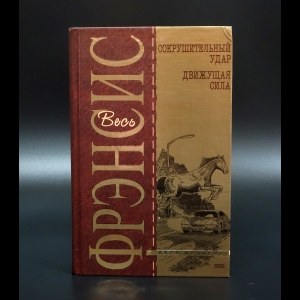 Весь
ФРЭНСИС
СОКРУШИТЕЛЬНЫЙ
УДАР
ДВИЖУЩАЯ
СИЛА